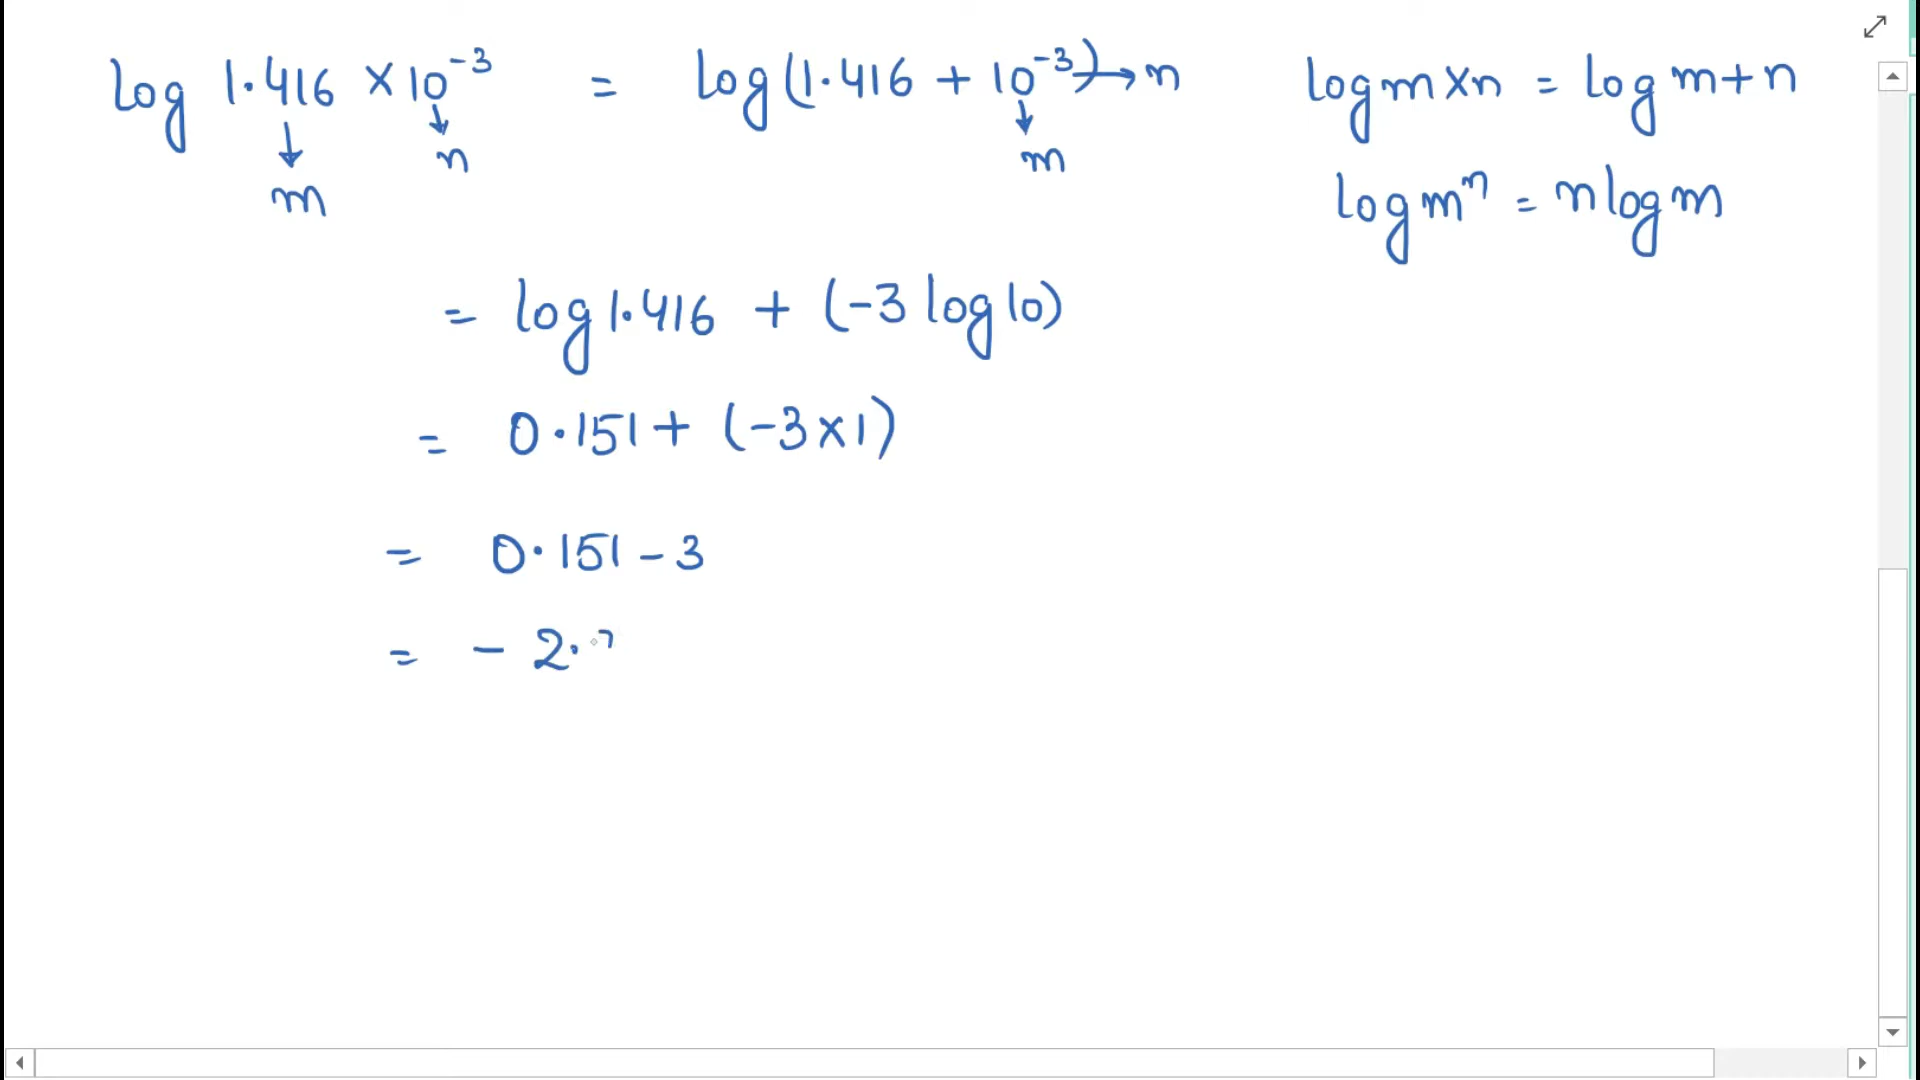 log 1.416 × 10⁻³ = log(1.416 + 10⁻³) → n
↓ m
↓ n
↓ m
log m × n = log m + n
log mⁿ = n log m
= log 1.416 + (-3 log 10)
= 0.151 + (-3 × 1)
= 0.151 - 3
= - 2.